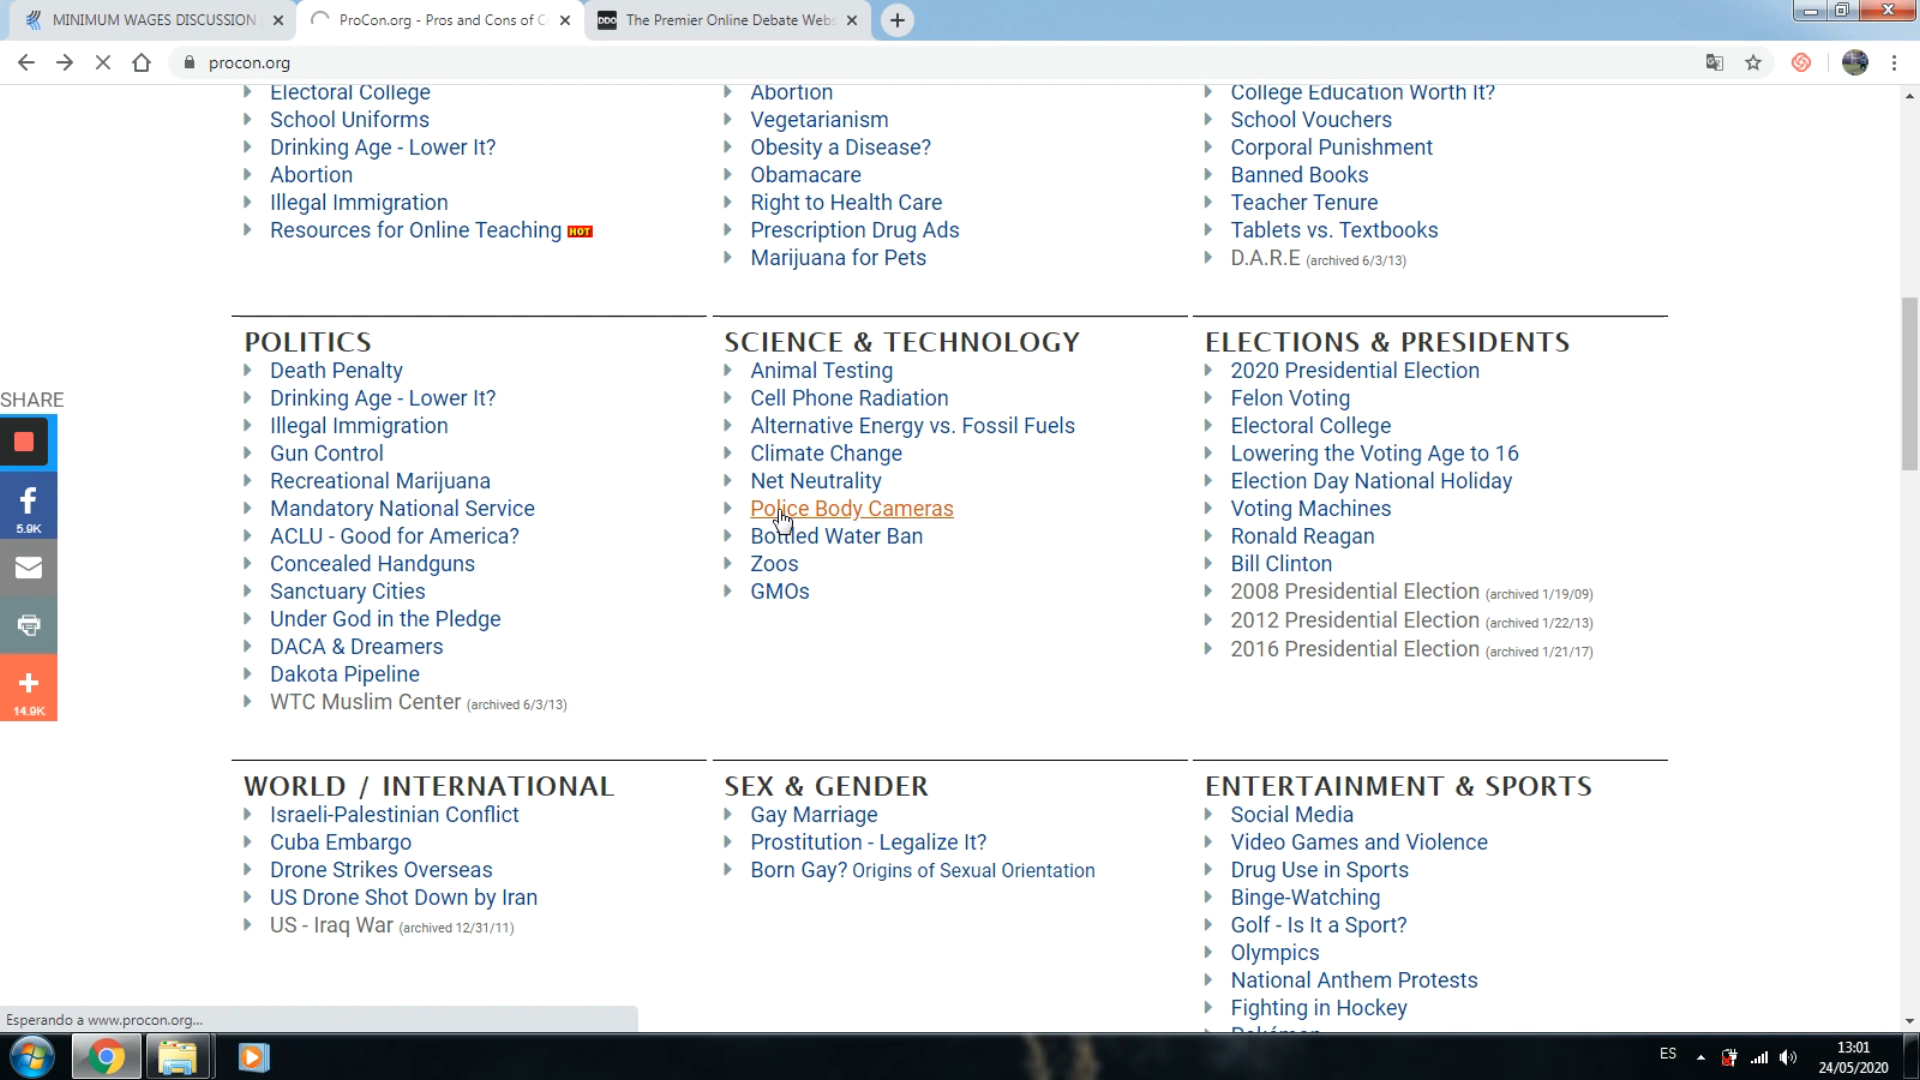 MINIMUM WAGES DISCUSSION
ProCon.org - Pros and Cons of C
DDO The Premier Online Debate Webs
procon.org
Electoral College
School Uniforms
Drinking Age - Lower It?
Abortion
Illegal Immigration
Resources for Online Teaching HOT
Abortion
Vegetarianism
Obesity a Disease?
Obamacare
Right to Health Care
Prescription Drug Ads
Marijuana for Pets
College Education Worth It?
School Vouchers
Corporal Punishment
Banned Books
Teacher Tenure
Tablets vs. Textbooks
D.A.R.E (archived 6/3/13)
POLITICS
Death Penalty
Drinking Age - Lower It?
Illegal Immigration
Gun Control
Recreational Marijuana
Mandatory National Service
ACLU - Good for America?
Concealed Handguns
Sanctuary Cities
Under God in the Pledge
DACA & Dreamers
Dakota Pipeline
WTC Muslim Center (archived 6/3/13)
SCIENCE & TECHNOLOGY
Animal Testing
Cell Phone Radiation
Alternative Energy vs. Fossil Fuels
Climate Change
Net Neutrality
Police Body Cameras
Bottled Water Ban
Zoos
GMOs
ELECTIONS & PRESIDENTS
2020 Presidential Election
Felon Voting
Electoral College
Lowering the Voting Age to 16
Election Day National Holiday
Voting Machines
Ronald Reagan
Bill Clinton
2008 Presidential Election (archived 1/19/09)
2012 Presidential Election (archived 1/22/13)
2016 Presidential Election (archived 1/21/17)
SHARE
5.9K
14.9K
WORLD / INTERNATIONAL
Israeli-Palestinian Conflict
Cuba Embargo
Drone Strikes Overseas
US Drone Shot Down by Iran
US - Iraq War (archived 12/31/11)
SEX & GENDER
Gay Marriage
Prostitution - Legalize It?
Born Gay? Origins of Sexual Orientation
ENTERTAINMENT & SPORTS
Social Media
Video Games and Violence
Drug Use in Sports
Binge-Watching
Golf - Is It a Sport?
Olympics
National Anthem Protests
Fighting in Hockey
Esperando a www.procon.org...
ES
13:01
24/05/2020